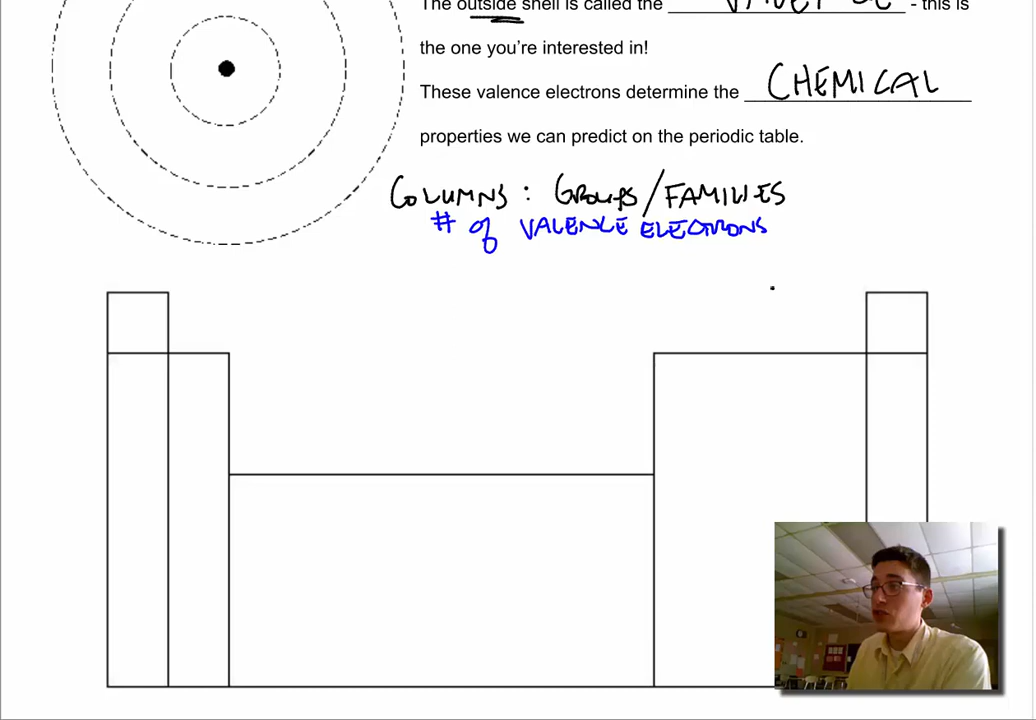 The outside shell is called the VALENCE - this is
the one you're interested in!
These valence electrons determine the CHEMICAL
properties we can predict on the periodic table.
COLUMNS : GROUPS/FAMILIES
# of VALENCE ELECTRONS